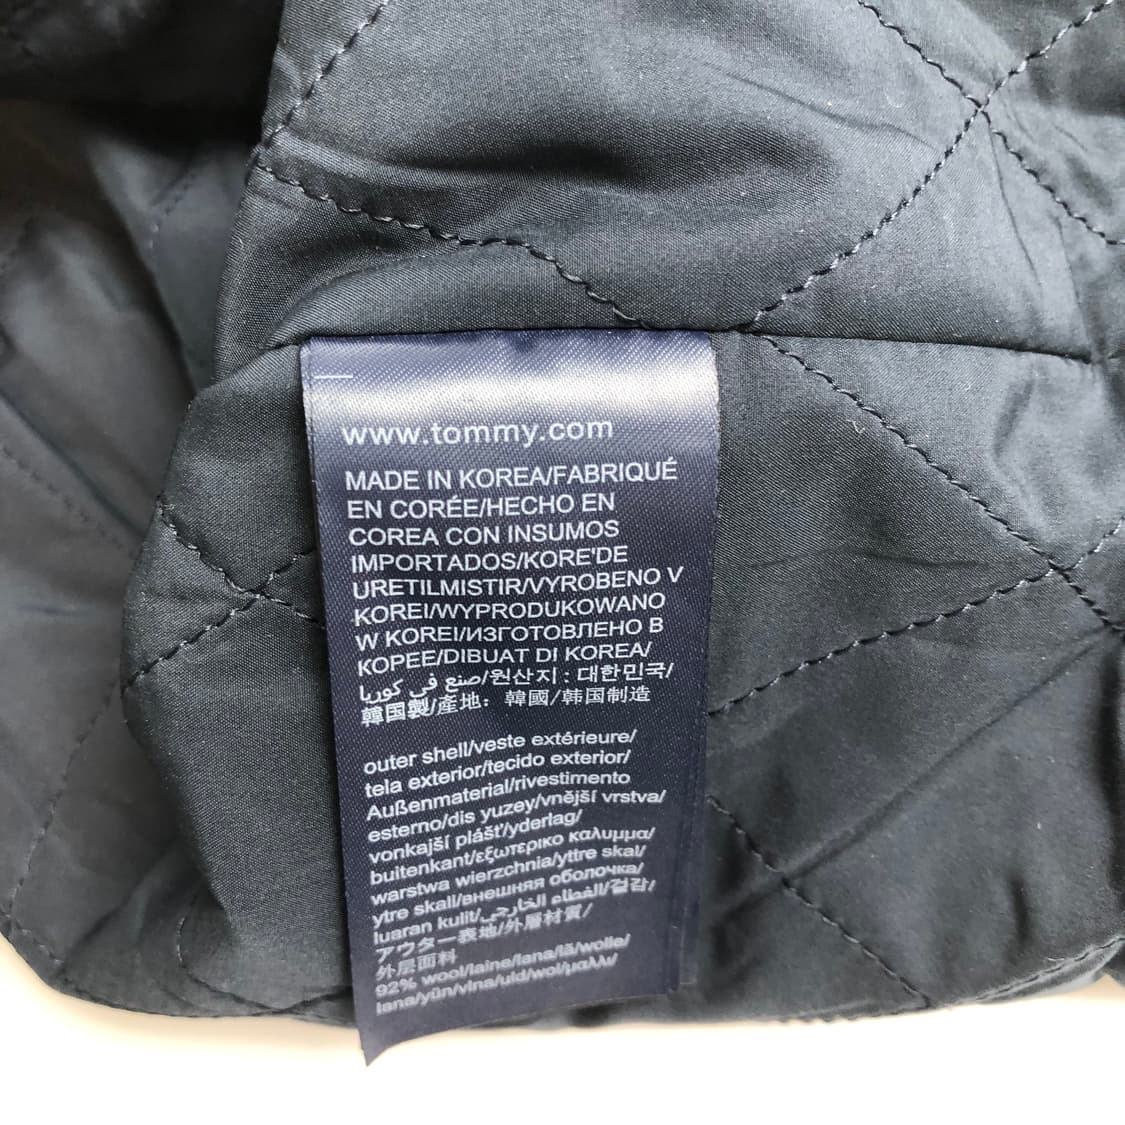 www.tommy.com
MADE IN KOREA/FABRIQUÉ
EN CORÉE/HECHO EN
COREA CON INSUMOS
IMPORTADOS/KORE'DE
URETILMISTIR/VYROBENO V
KOREI/WYPRODUKOWANO
W KOREI/ИЗГОТОВЛЕНО В
КОРЕЕ/DIBUAT DI KOREA/
صنع في كوريا/원산지 : 대한민국/
韓国製/産地：韓國/韩国制造
outer shell/veste extérieure/
tela exterior/tecido exterior/
Außenmaterial/rivestimento
esterno/dis yuzey/vnější vrstva/
vonkajší plášť/yderlag/
buitenkant/εξωτερικο καλυμμα/
warstwa wierzchnia/yttre skal/
ytre skall/внешняя оболочка/
luaran kulit/الغطاء الخارجي/겉감/
アウター表地/外層材質/
外层面料
92% wool/laine/lana/lã/wolle/
lana/yün/vlna/uld/wol/μαλλι/